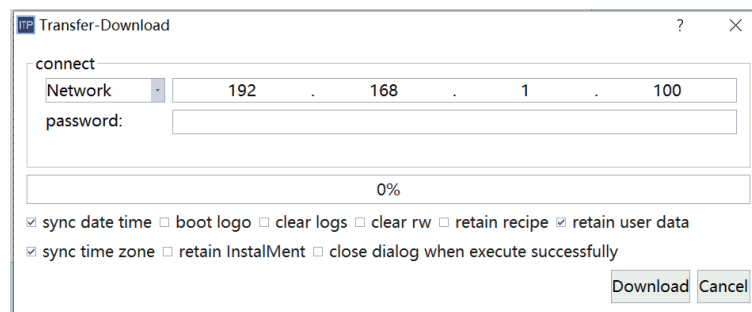 ITP Transfer-Download ? ×
connect
Network 192 . 168 . 1 . 100
password:
0%
sync date time boot logo clear logs clear rw retain recipe retain user data
sync time zone retain InstalMent close dialog when execute successfully
Download Cancel